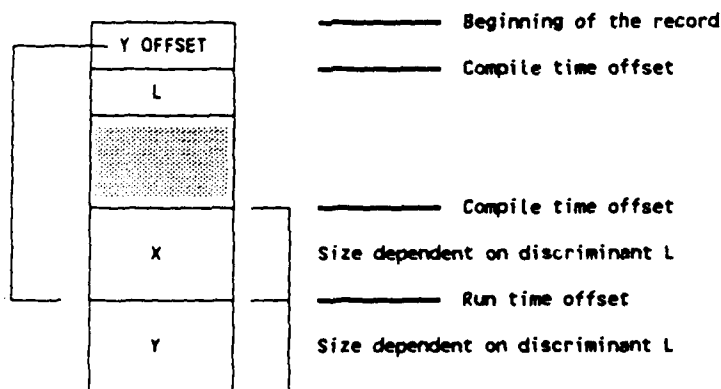 Beginning of the record
Y OFFSET
Compile time offset
L
Compile time offset
X
Size dependent on discriminant L
Run time offset
Y
Size dependent on discriminant L